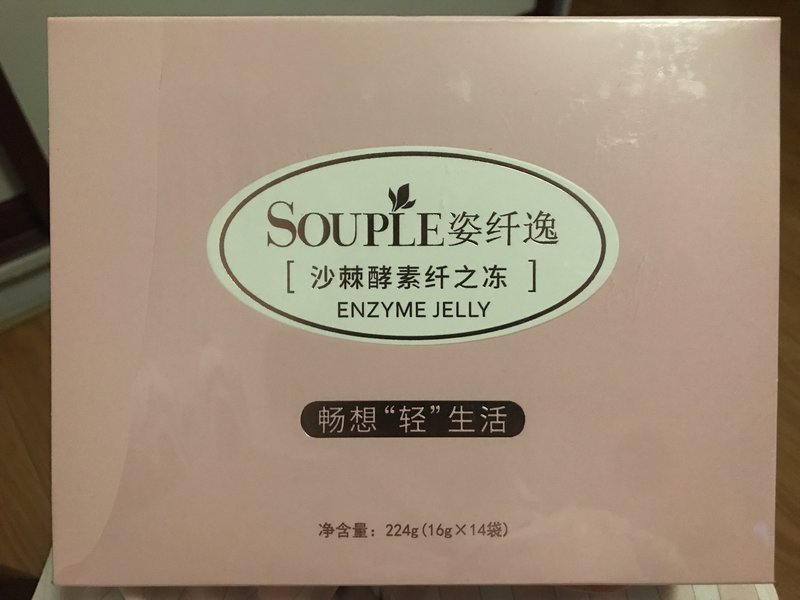 SOUPLE姿纤逸
[ 沙棘酵素纤之冻 ]
ENZYME JELLY
畅想“轻”生活
净含量：224g(16g×14袋)